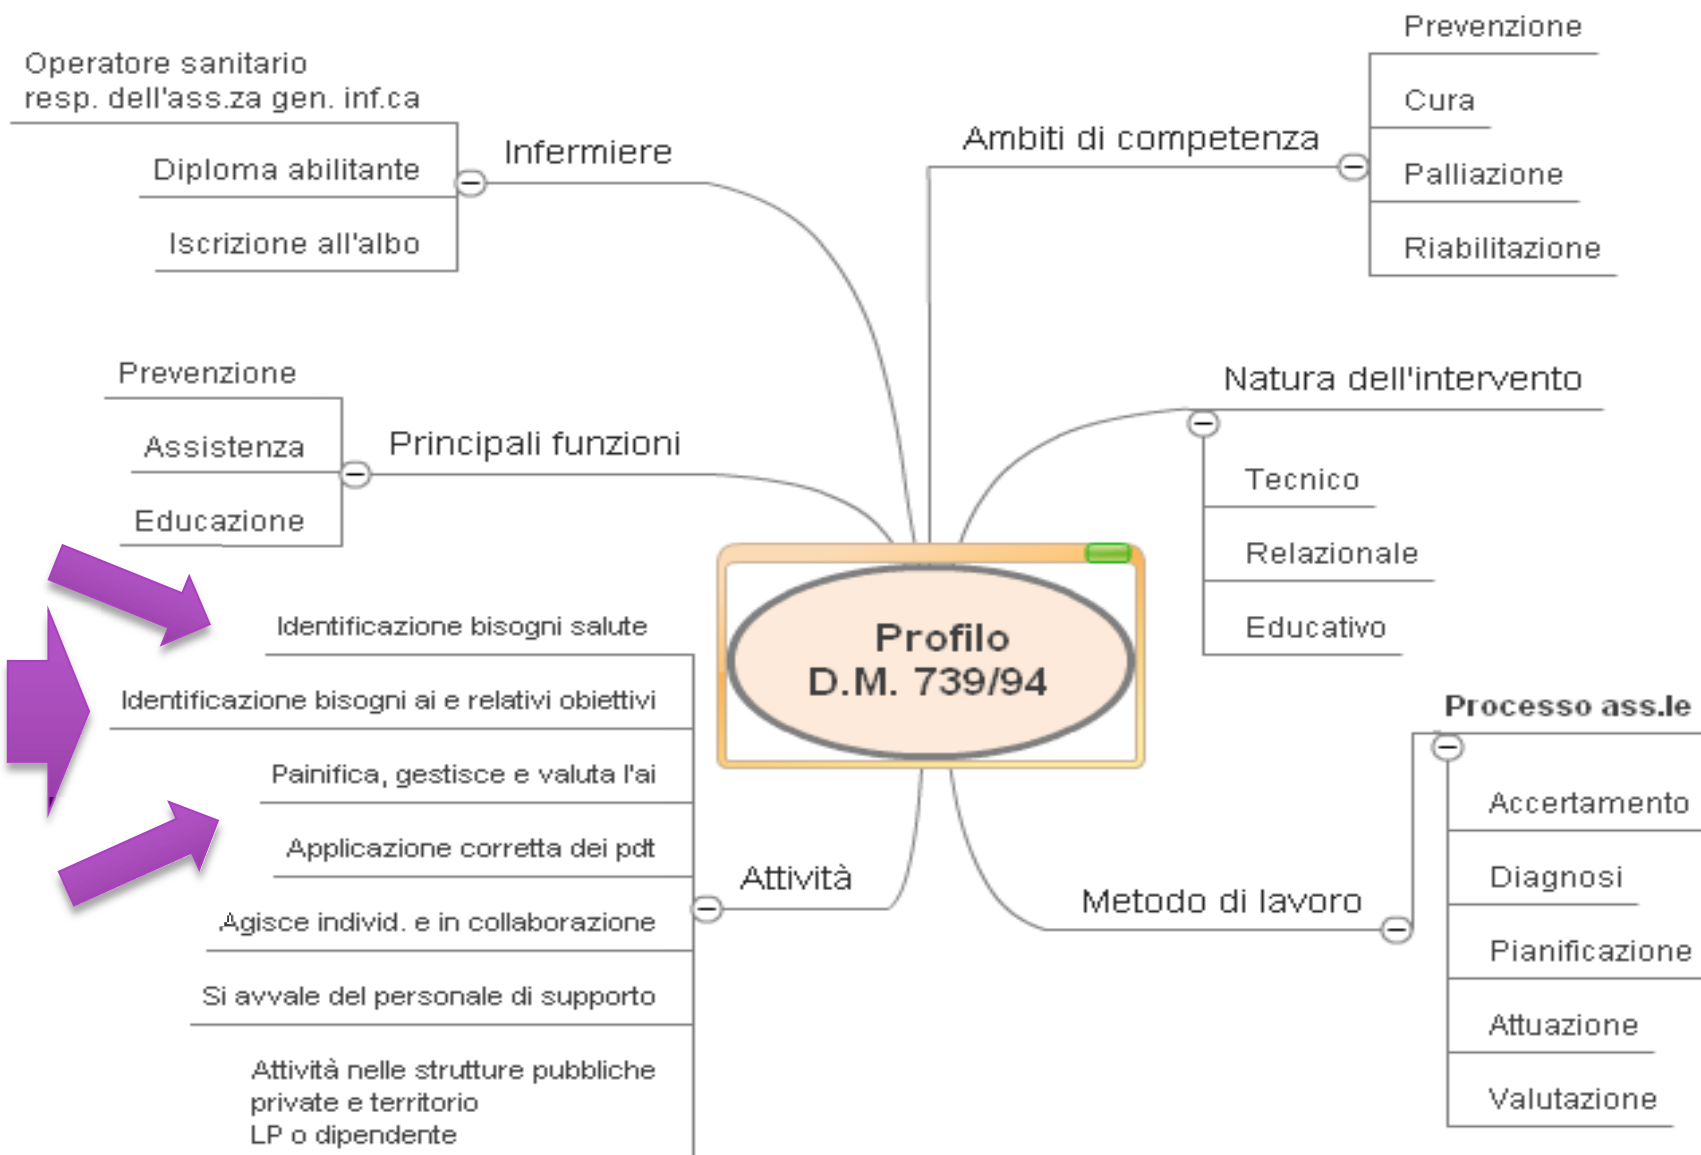 Operatore sanitario
resp. dell'ass.za gen. inf.ca
Diploma abilitante
Iscrizione all'albo
Infermiere
Prevenzione
Assistenza
Educazione
Principali funzioni
Identificazione bisogni salute
Identificazione bisogni ai e relativi obiettivi
Painifica, gestisce e valuta l'ai
Applicazione corretta dei pdt
Agisce individ. e in collaborazione
Si avvale del personale di supporto
Attività nelle strutture pubbliche
private e territorio
LP o dipendente
Attività
Profilo
D.M. 739/94
Ambiti di competenza
Prevenzione
Cura
Palliazione
Riabilitazione
Natura dell'intervento
Tecnico
Relazionale
Educativo
Metodo di lavoro
Processo ass.le
Accertamento
Diagnosi
Pianificazione
Attuazione
Valutazione